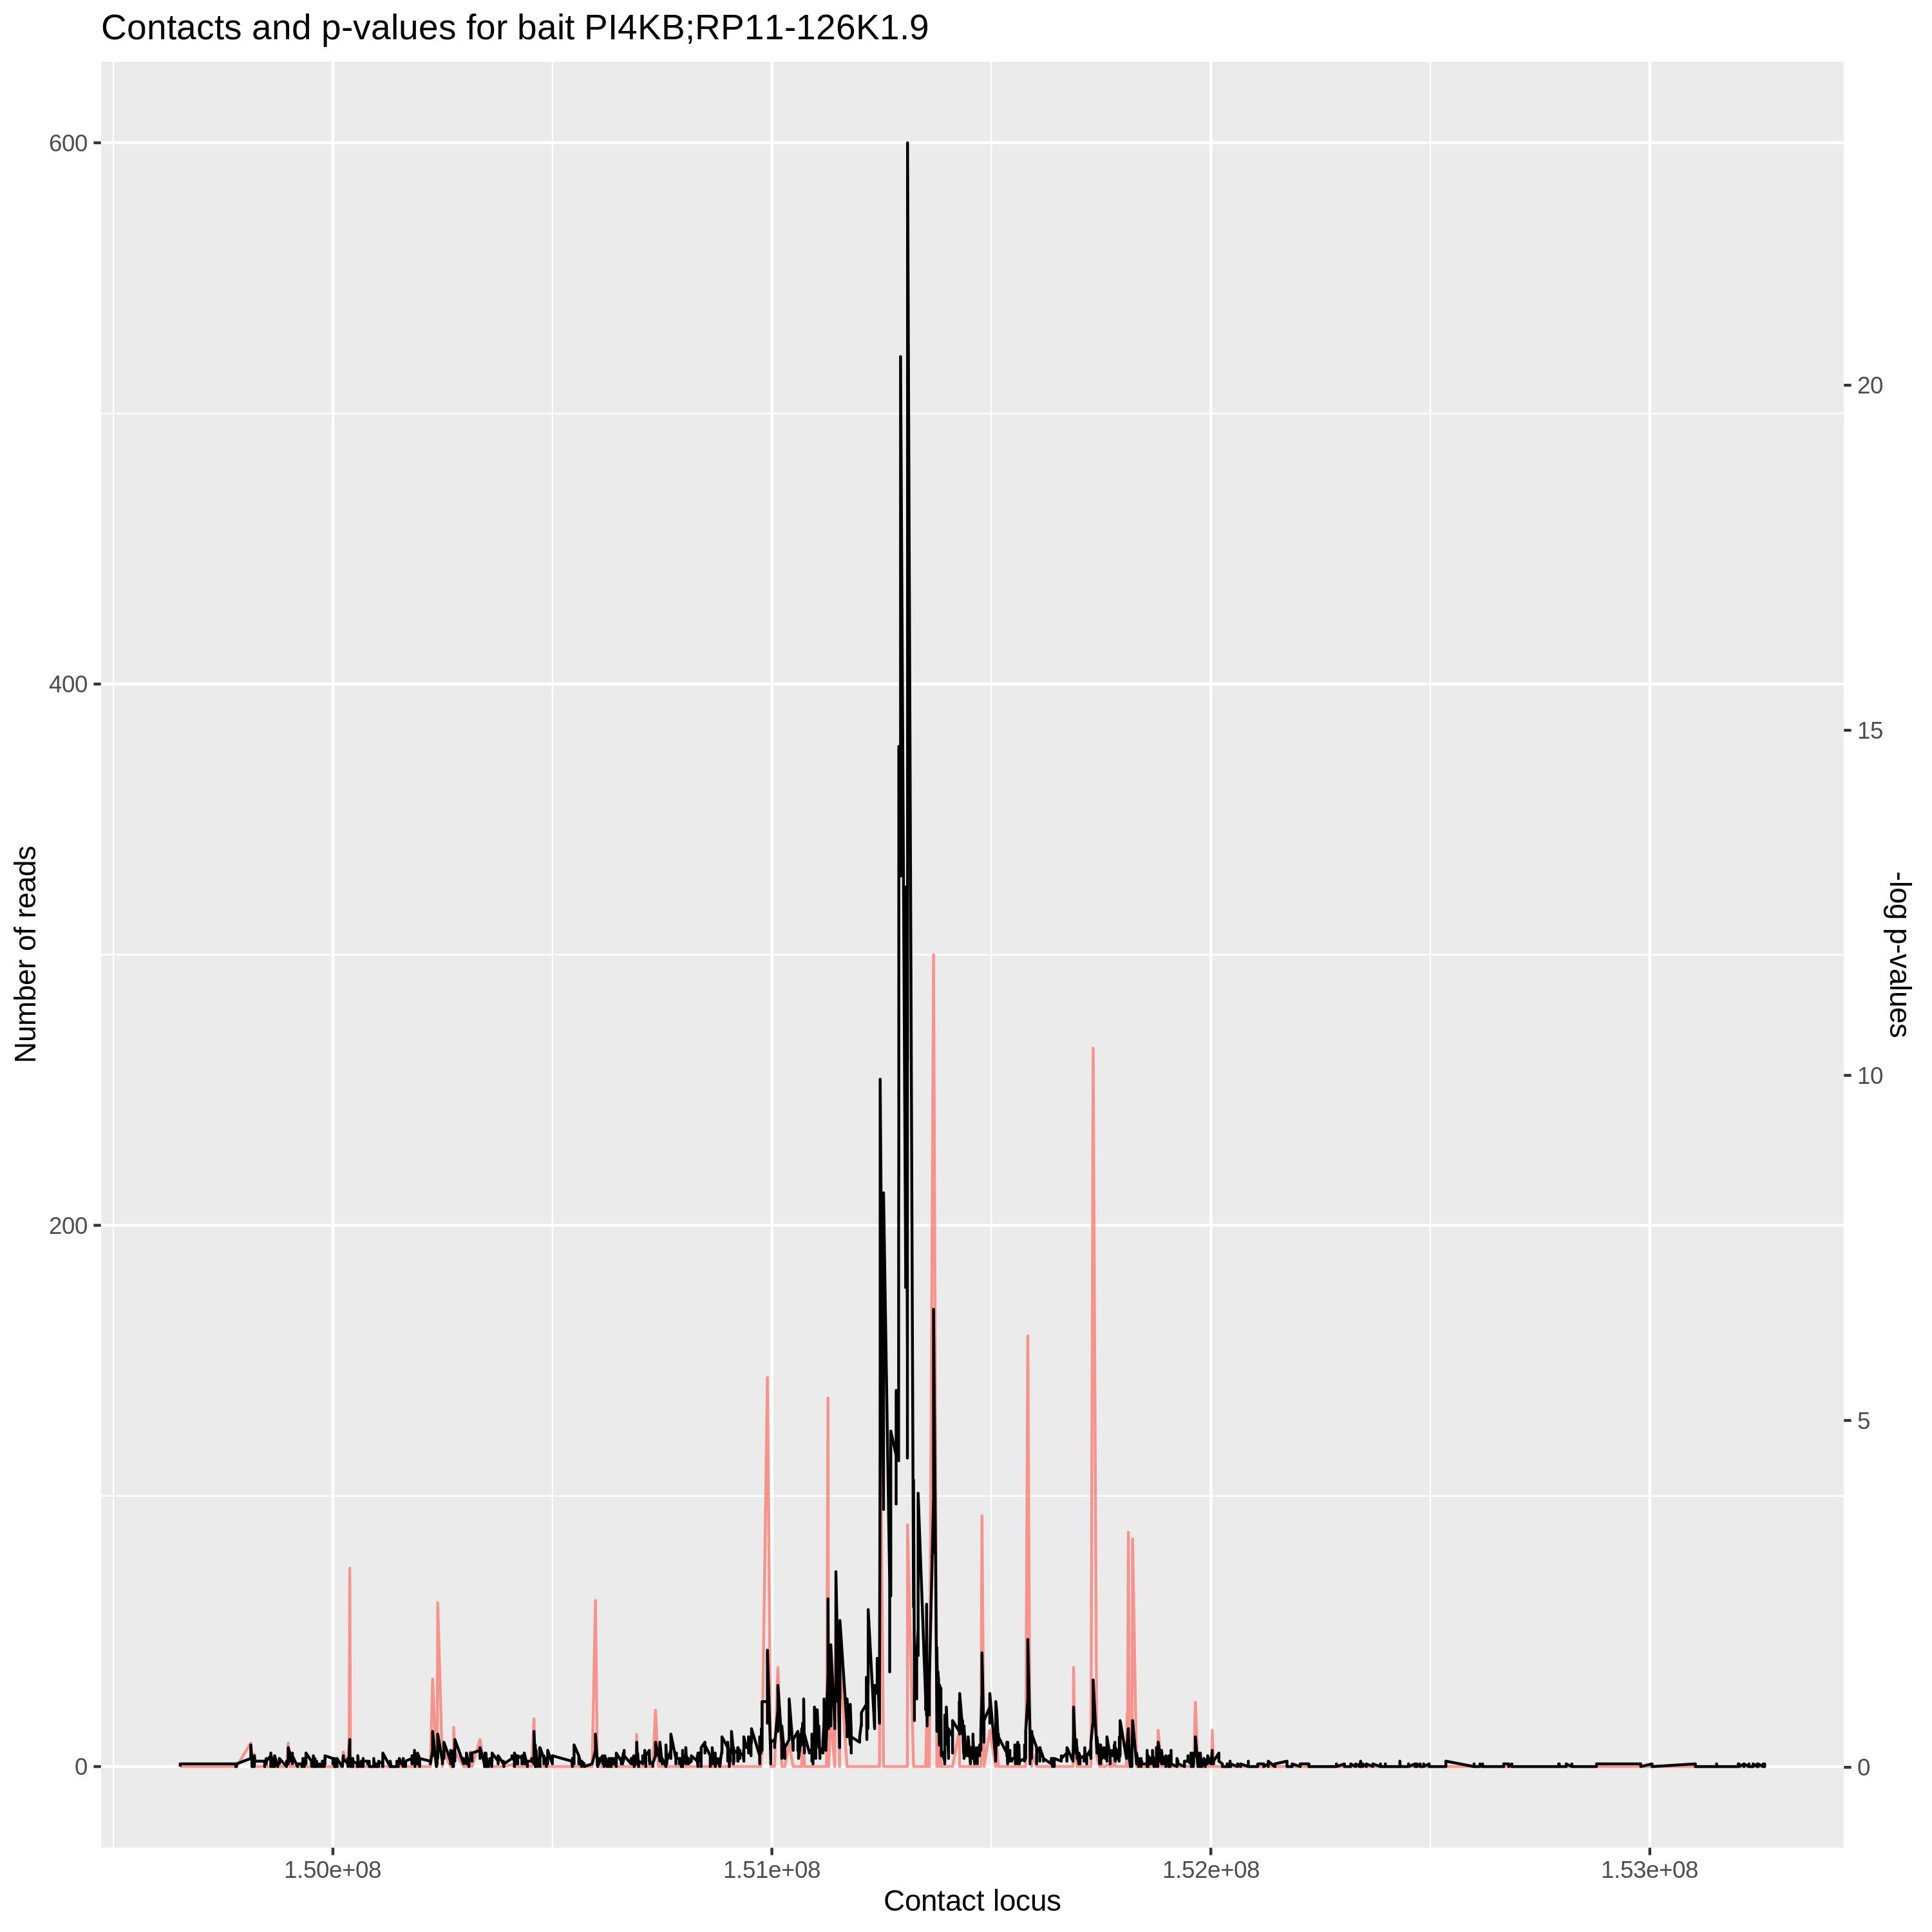 Contacts and p-values for bait PI4KB;RP11-126K1.9
600
400
200
0
Number of reads
20
15
10
5
0
-log p-values
1.50e+08
1.51e+08
1.52e+08
1.53e+08
Contact locus